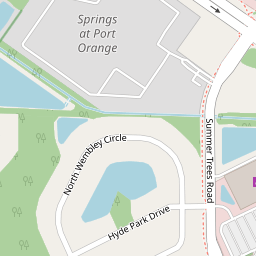 Springs
at Port
Orange
North Wembley Circle
Summer Trees Road
Hyde Park Drive